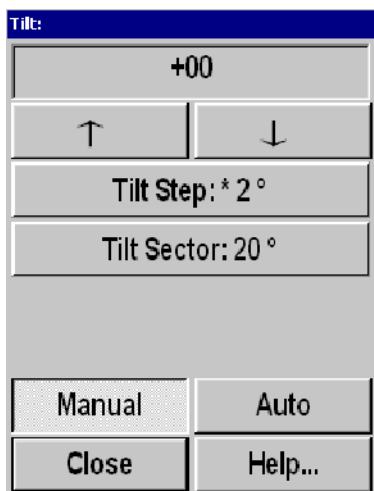 Tilt:
+00
↑ ↓
Tilt Step: * 2 °
Tilt Sector: 20 °
Manual Auto
Close Help...